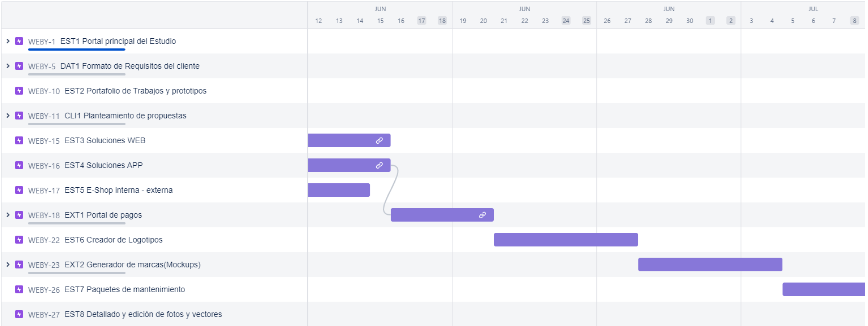 JUN JUN JUN JUL
12 13 14 15 16 17 18 19 20 21 22 23 24 25 26 27 28 29 30 1 2 3 4 5 6 7 8
WEBY-1 EST1 Portal principal del Estudio
WEBY-5 DAT1 Formato de Requisitos del cliente
WEBY-10 EST2 Portafolio de Trabajos y prototipos
WEBY-11 CLI1 Planteamiento de propuestas
WEBY-15 EST3 Soluciones WEB
WEBY-16 EST4 Soluciones APP
WEBY-17 EST5 E-Shop interna - externa
WEBY-18 EXT1 Portal de pagos
WEBY-22 EST6 Creador de Logotipos
WEBY-23 EXT2 Generador de marcas(Mockups)
WEBY-26 EST7 Paquetes de mantenimiento
WEBY-27 EST8 Detallado y edición de fotos y vectores